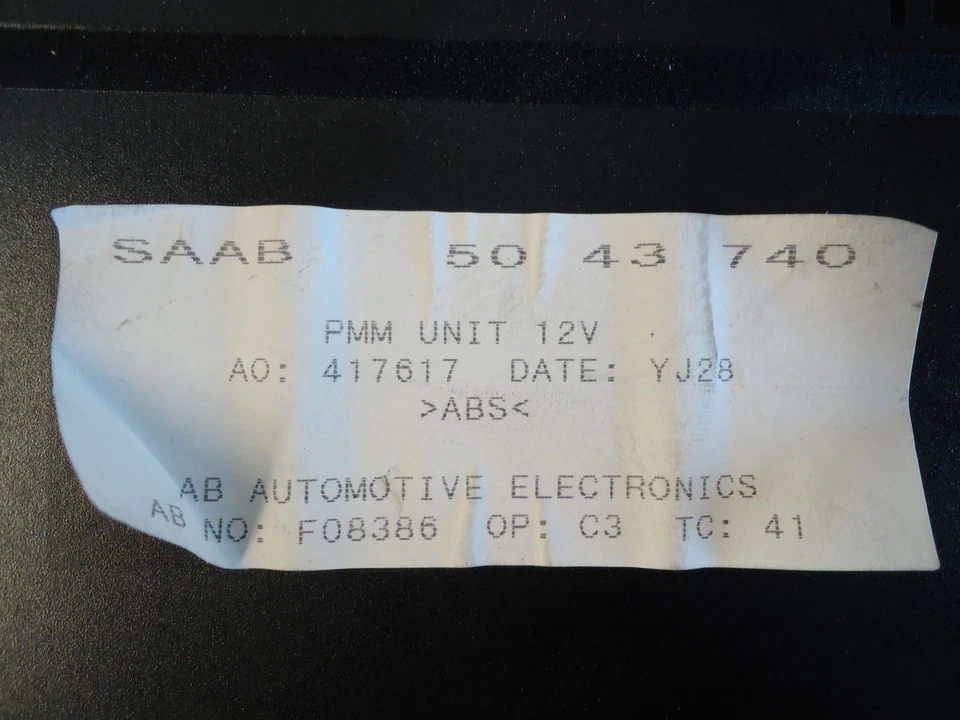 SAAB 50 43 740
PMM UNIT 12V
AO: 417617 DATE: YJ28
>ABS<
AB AUTOMOTIVE ELECTRONICS
AB NO: F08386 OP: C3 TC: 41